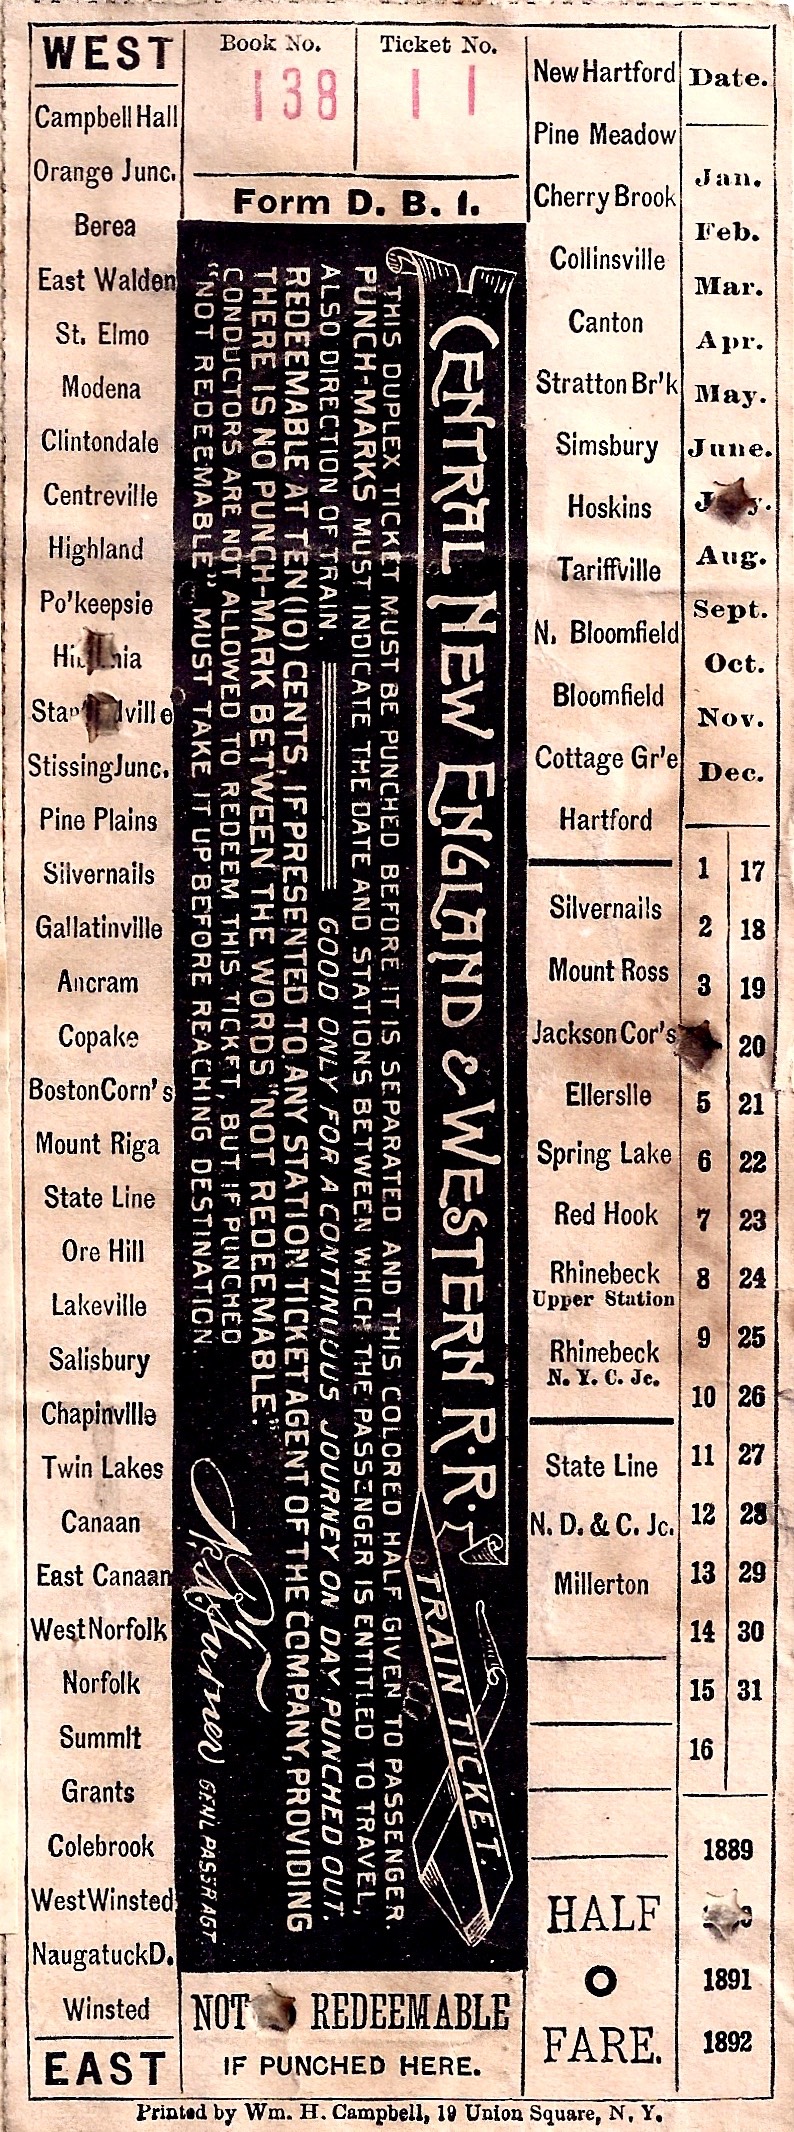 WEST
Campbell Hall
Orange Junc.
Berea
East Walden
St. Elmo
Modena
Clintondale
Centreville
Highland
Po'keepsie
Stissing Junc.
Pine Plains
Silvernails
Gallatinville
Ancram
Copake
Boston Corn's
Mount Riga
State Line
Ore Hill
Lakeville
Salisbury
Chapinville
Twin Lakes
Canaan
East Canaan
West Norfolk
Norfolk
Summit
Grants
Colebrook
West Winsted
Naugatuck D.
Winsted
EAST
Book No.
138
Ticket No.
11
Form D. B. I.
CENTRAL NEW ENGLAND & WESTERN R.R.
TRAIN TICKET.
THIS DUPLEX TICKET MUST BE PUNCHED BEFORE IT IS SEPARATED AND THIS COLORED HALF GIVEN TO PASSENGER.
PUNCH-MARKS MUST INDICATE THE DATE AND STATIONS BETWEEN WHICH THE PASSENGER IS ENTITLED TO TRAVEL,
ALSO DIRECTION OF TRAIN. GOOD ONLY FOR A CONTINUOUS JOURNEY ON DAY PUNCHED OUT.
REDEEMABLE AT TEN (10) CENTS, IF PRESENTED TO ANY STATION TICKET AGENT OF THE COMPANY, PROVIDING
THERE IS NO PUNCH-MARK BETWEEN THE WORDS "NOT REDEEMABLE."
CONDUCTORS ARE NOT ALLOWED TO REDEEM THIS TICKET, BUT IF PUNCHED
"NOT REDEEMABLE" MUST TAKE IT UP BEFORE REACHING DESTINATION.
GEN'L PASS'R AGT
NOT REDEEMABLE
IF PUNCHED HERE.
New Hartford
Pine Meadow
Cherry Brook
Collinsville
Canton
Stratton Br'k
Simsbury
Hoskins
Tariffville
N. Bloomfield
Bloomfield
Cottage Gr'e
Hartford
Silvernails
Mount Ross
Jackson Cor's
Ellerslie
Spring Lake
Red Hook
Rhinebeck
Upper Station
Rhinebeck
N. Y. C. Jc.
State Line
N. D. & C. Jc.
Millerton
HALF
FARE.
Date.
Jan.
Feb.
Mar.
Apr.
May.
June.
Aug.
Sept.
Oct.
Nov.
Dec.
1 17
2 18
3 19
20
5 21
6 22
7 23
8 24
9 25
10 26
11 27
12 28
13 29
14 30
15 31
16
1889
1891
1892
Printed by Wm. H. Campbell, 19 Union Square, N. Y.